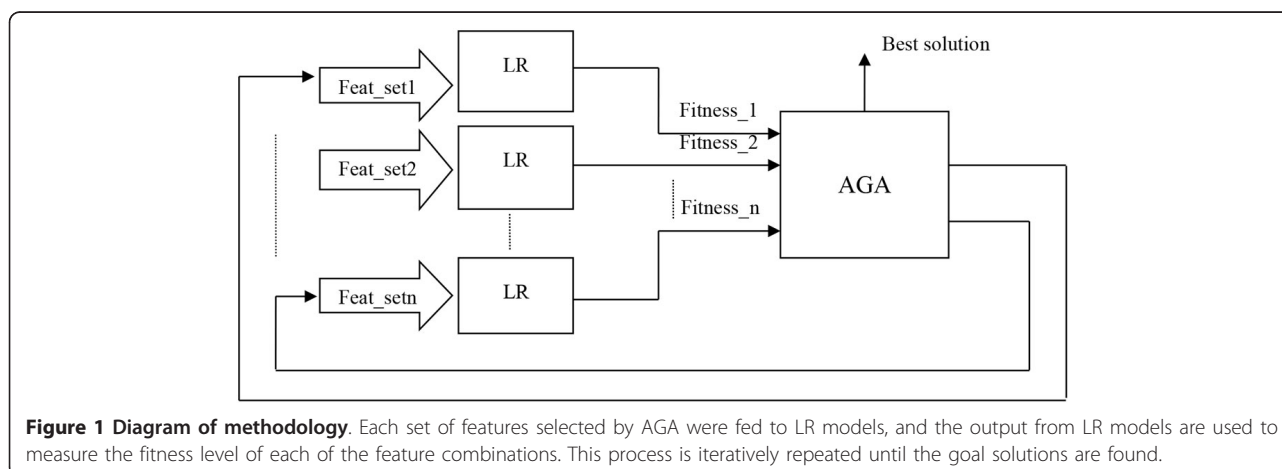 Best solution
LR
Feat_set1
Fitness_1
Fitness_2
LR
Feat_set2
AGA
Fitness_n
LR
Feat_setn
Figure 1 Diagram of methodology. Each set of features selected by AGA were fed to LR models, and the output from LR models are used to
measure the fitness level of each of the feature combinations. This process is iteratively repeated until the goal solutions are found.